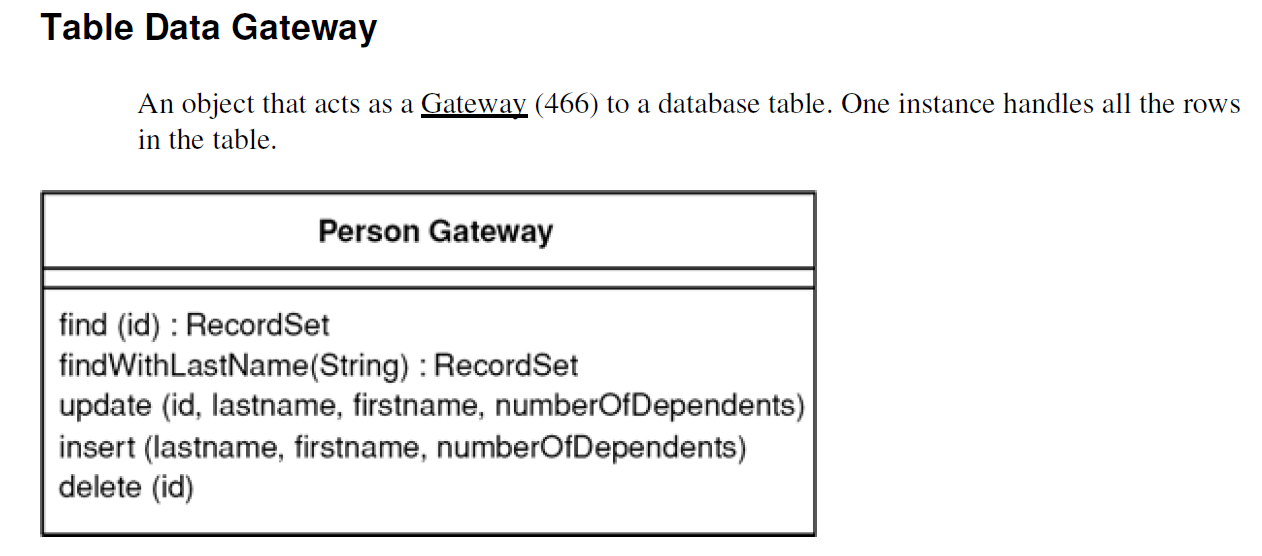 Table Data Gateway
An object that acts as a Gateway (466) to a database table. One instance handles all the rows
in the table.
Person Gateway
find (id) : RecordSet
findWithLastName(String) : RecordSet
update (id, lastname, firstname, numberOfDependents)
insert (lastname, firstname, numberOfDependents)
delete (id)